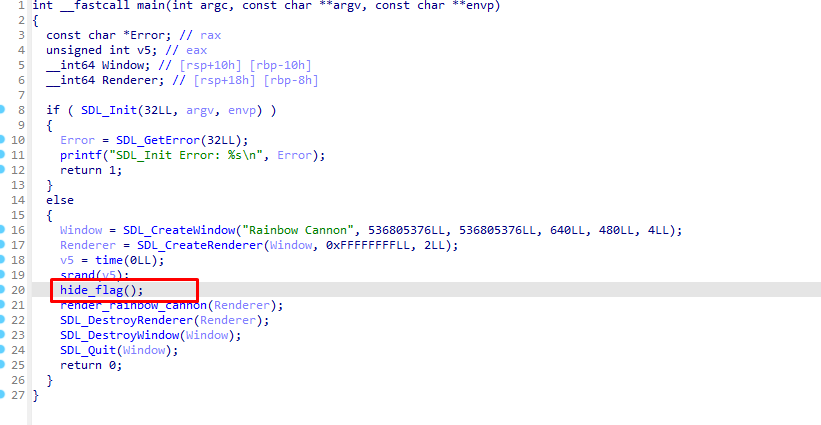 1 int __fastcall main(int argc, const char **argv, const char **envp)
2 {
3 const char *Error; // rax
4 unsigned int v5; // eax
5 __int64 Window; // [rsp+10h] [rbp-10h]
6 __int64 Renderer; // [rsp+18h] [rbp-8h]
7
8 if ( SDL_Init(32LL, argv, envp) )
9 {
10 Error = SDL_GetError(32LL);
11 printf("SDL_Init Error: %s\n", Error);
12 return 1;
13 }
14 else
15 {
16 Window = SDL_CreateWindow("Rainbow Cannon", 536805376LL, 536805376LL, 640LL, 480LL, 4LL);
17 Renderer = SDL_CreateRenderer(Window, 0xFFFFFFFFLL, 2LL);
18 v5 = time(0LL);
19 srand(v5);
20 hide_flag();
21 render_rainbow_cannon(Renderer);
22 SDL_DestroyRenderer(Renderer);
23 SDL_DestroyWindow(Window);
24 SDL_Quit(Window);
25 return 0;
26 }
27 }